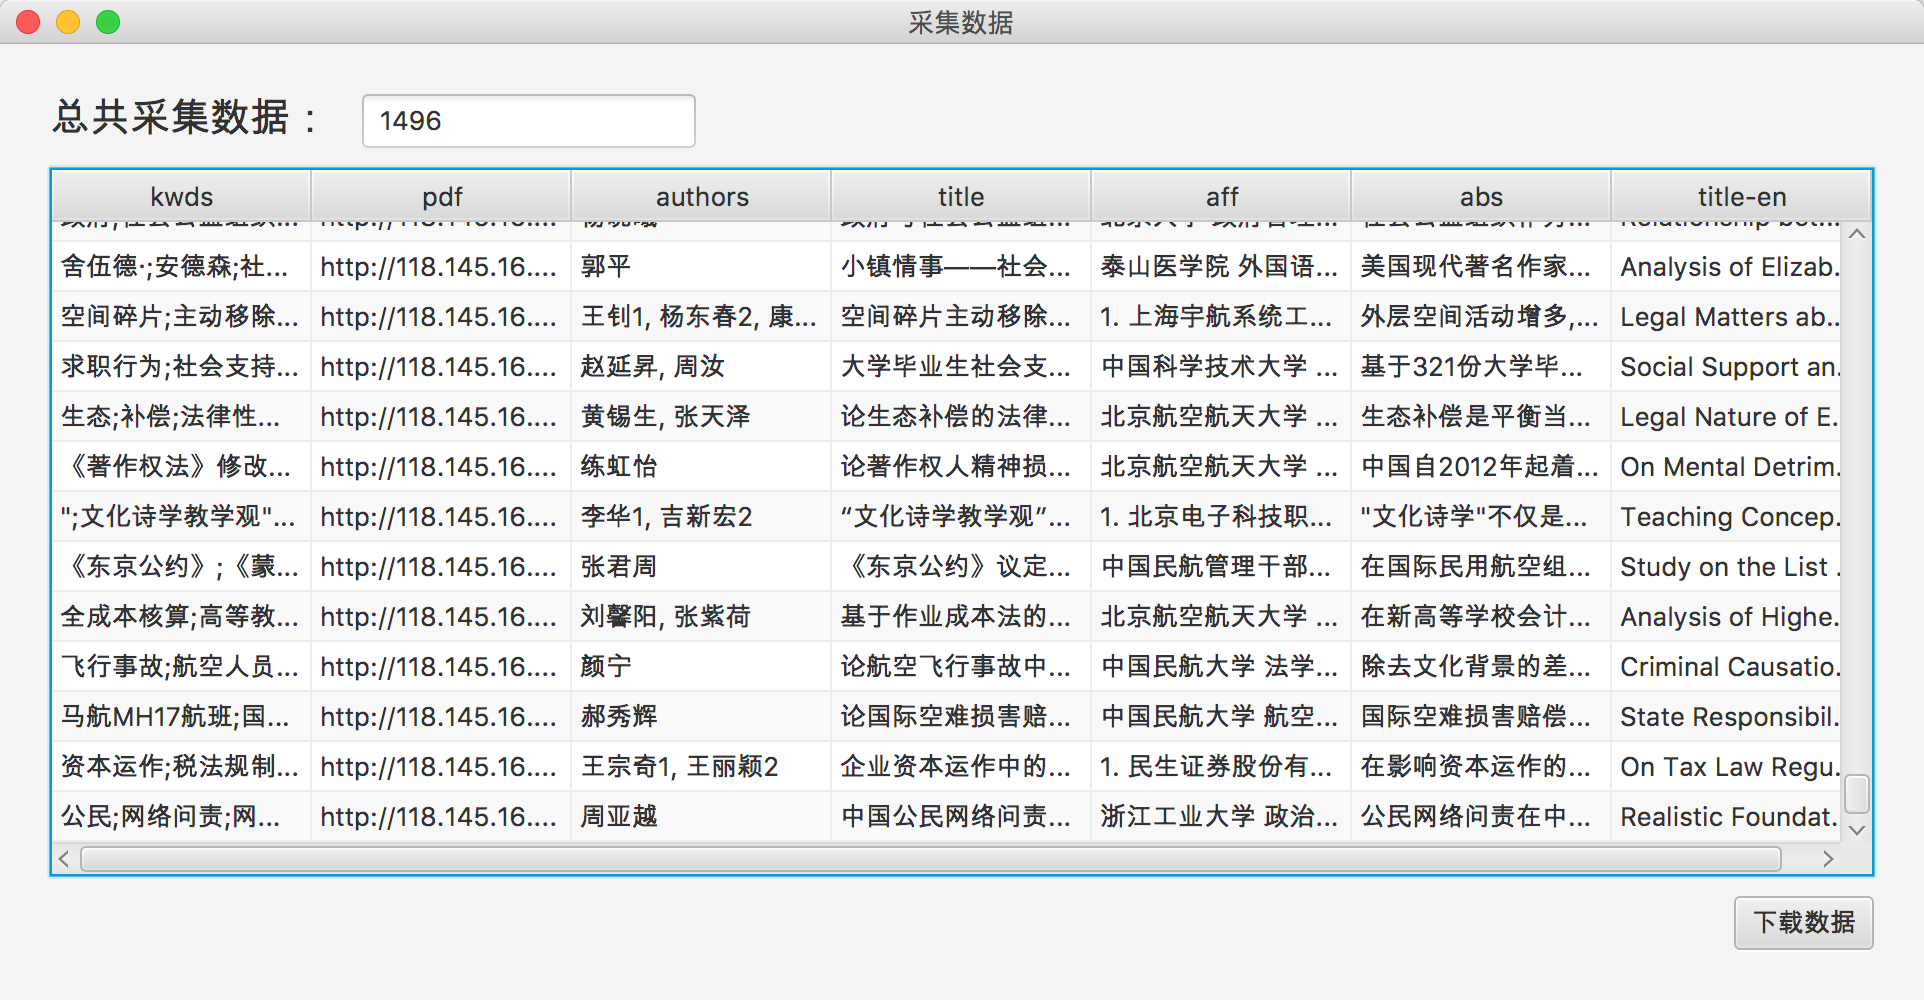 采集数据
总共采集数据：
1496
kwds pdf authors title aff abs title-en
舍伍德·;安德森;社... http://118.145.16.... 郭平 小镇情事——社会... 泰山医学院 外国语... 美国现代著名作家... Analysis of Elizab.
空间碎片;主动移除... http://118.145.16.... 王钊1, 杨东春2, 康... 空间碎片主动移除... 1. 上海宇航系统工... 外层空间活动增多,... Legal Matters ab..
求职行为;社会支持... http://118.145.16.... 赵延昇, 周汝 大学毕业生社会支... 中国科学技术大学 ... 基于321份大学毕... Social Support an.
生态;补偿;法律性... http://118.145.16.... 黄锡生, 张天泽 论生态补偿的法律... 北京航空航天大学 ... 生态补偿是平衡当... Legal Nature of E.
《著作权法》修改... http://118.145.16.... 练虹怡 论著作权人精神损... 北京航空航天大学 ... 中国自2012年起着... On Mental Detrim.
";文化诗学教学观"... http://118.145.16.... 李华1, 吉新宏2 “文化诗学教学观”... 1. 北京电子科技职... "文化诗学"不仅是... Teaching Concep.
《东京公约》;《蒙... http://118.145.16.... 张君周 《东京公约》议定... 中国民航管理干部... 在国际民用航空组... Study on the List .
全成本核算;高等教... http://118.145.16.... 刘馨阳, 张紫荷 基于作业成本法的... 北京航空航天大学 ... 在新高等学校会计... Analysis of Highe.
飞行事故;航空人员... http://118.145.16.... 颜宁 论航空飞行事故中... 中国民航大学 法学... 除去文化背景的差... Criminal Causatio.
马航MH17航班;国... http://118.145.16.... 郝秀辉 论国际空难损害赔... 中国民航大学 航空... 国际空难损害赔偿... State Responsibil.
资本运作;税法规制... http://118.145.16.... 王宗奇1, 王丽颖2 企业资本运作中的... 1. 民生证券股份有... 在影响资本运作的... On Tax Law Regu.
公民;网络问责;网... http://118.145.16.... 周亚越 中国公民网络问责... 浙江工业大学 政治... 公民网络问责在中... Realistic Foundat.
下载数据